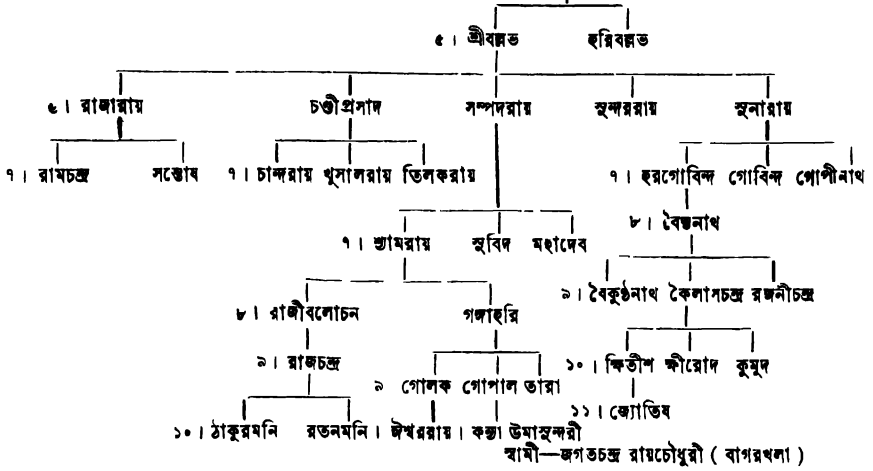 ৫। শ্রীবল্লভ হরিবল্লভ
৬। রাজারায় চণ্ডীপ্রসাদ সম্পদরায় সুন্দররায় সুনারায়
৭। রামচন্দ্র সন্তোষ ৭। চান্দরায় খুসালরায় তিলকরায় ৭। হরগোবিন্দ গোবিন্দ গোপীনাথ
৮। বৈদ্যনাথ
৭। শ্যামরায় সুবিদ মহাদেব
৯। বৈকুণ্ঠনাথ কৈলাসচন্দ্র রজনীচন্দ্র
৮। রাজীবলোচন গঙ্গাহরি
৯। রাজচন্দ্র ১০। ক্ষিতীশ ক্ষীরোদ কুমুদ
৯ গোলক গোপাল তারা
১১। জ্যোতিষ
১০। ঠাকুরমনি রতনমনি। ঈশ্বররায়। কন্যা উমাসুন্দরী
স্বামী—জগতচন্দ্র রায়চৌধুরী ( বাগরখলা )